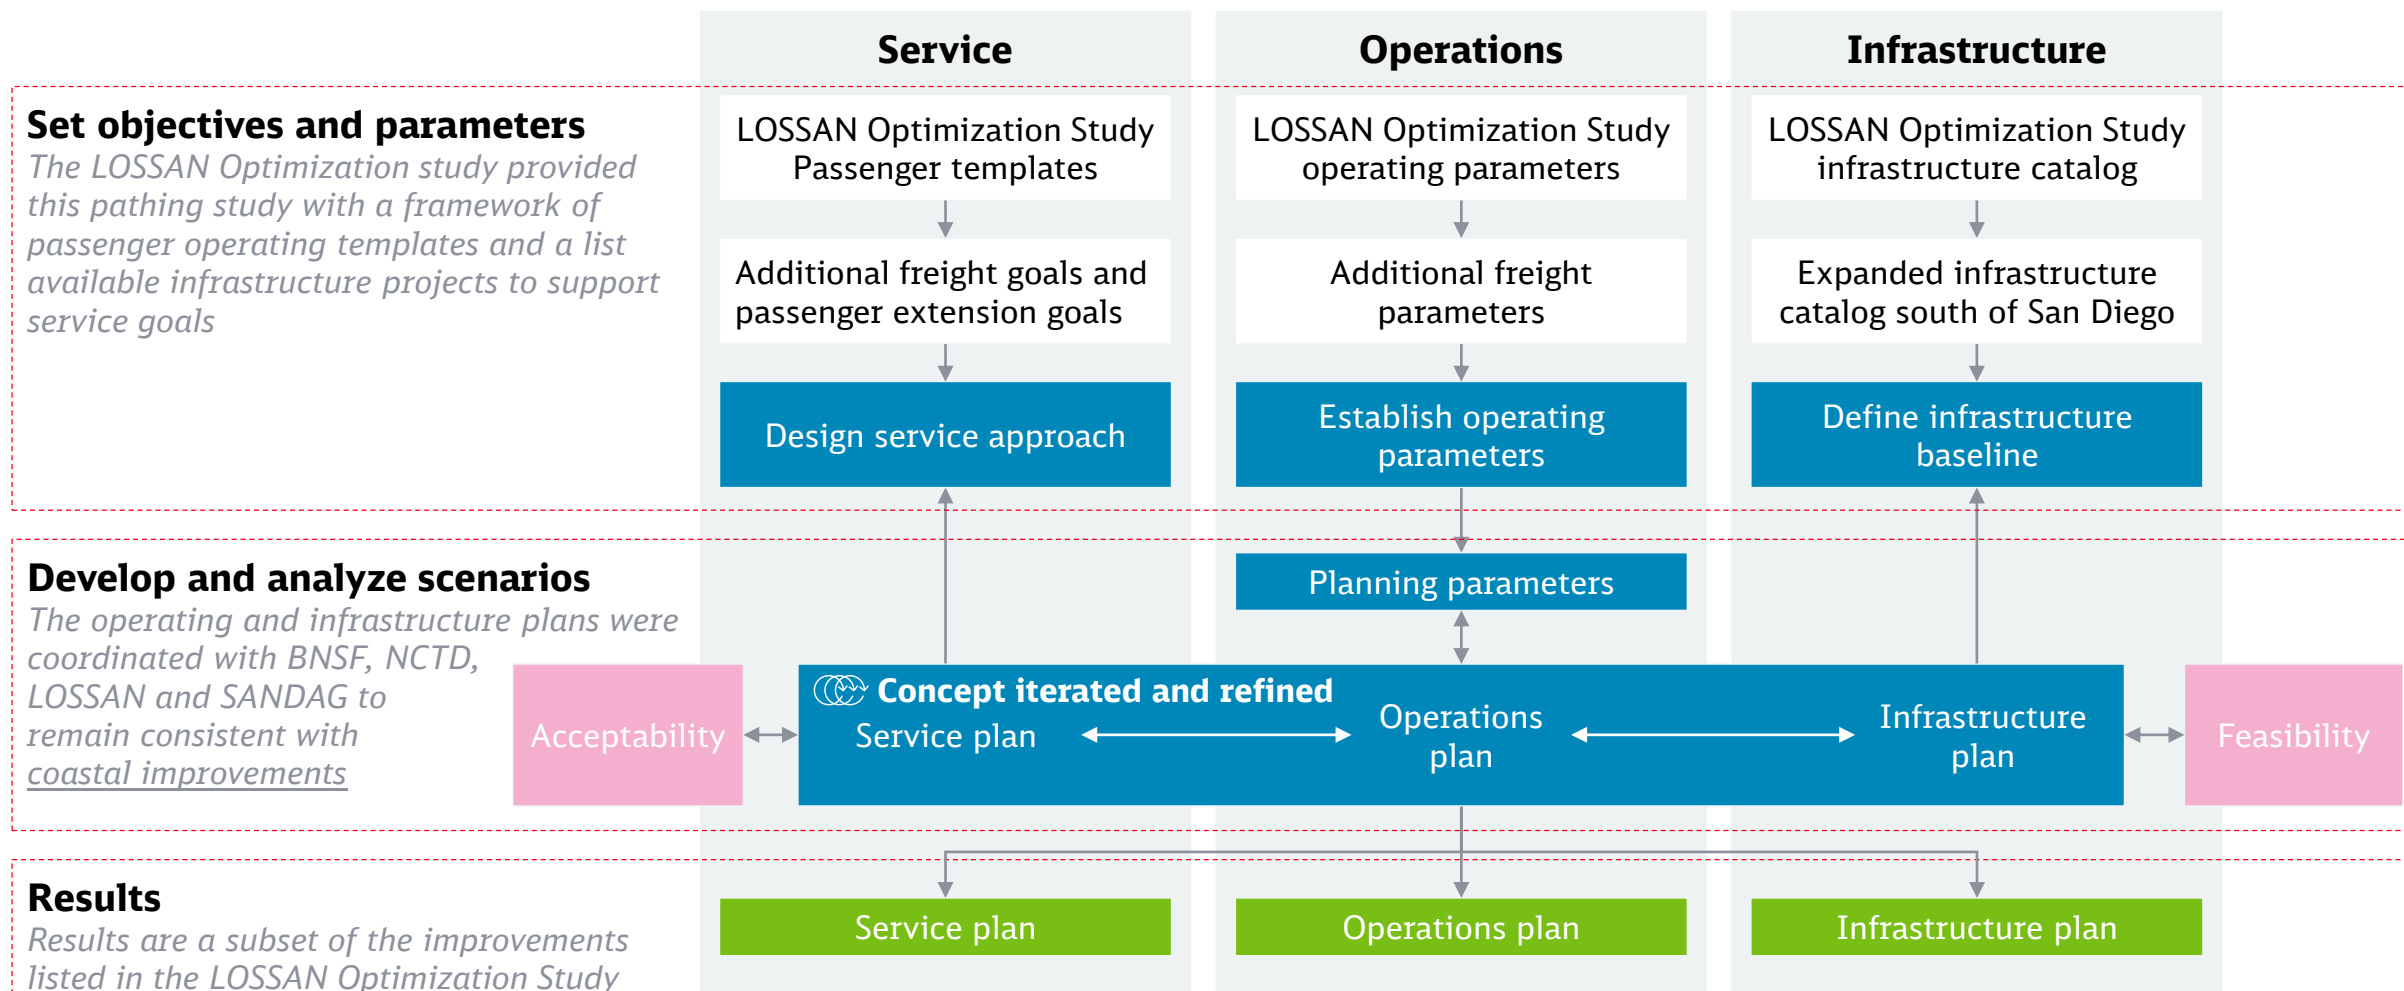 Service
Operations
Infrastructure
Set objectives and parameters
The LOSSAN Optimization study provided
this pathing study with a framework of
passenger operating templates and a list
available infrastructure projects to support
service goals
LOSSAN Optimization Study
Passenger templates
LOSSAN Optimization Study
operating parameters
LOSSAN Optimization Study
infrastructure catalog
Additional freight goals and
passenger extension goals
Additional freight
parameters
Expanded infrastructure
catalog south of San Diego
Design service approach
Establish operating
parameters
Define infrastructure
baseline
Develop and analyze scenarios
The operating and infrastructure plans were
coordinated with BNSF, NCTD,
LOSSAN and SANDAG to
remain consistent with
coastal improvements
Planning parameters
Acceptability
Concept iterated and refined
Service plan
Operations
plan
Infrastructure
plan
Feasibility
Results
Results are a subset of the improvements
listed in the LOSSAN Optimization Study
Service plan
Operations plan
Infrastructure plan